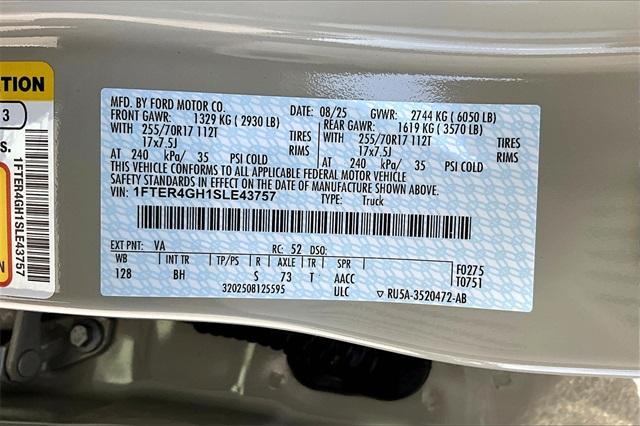 TION
3
S.
1FTER4GH1SLE43757
MFD. BY FORD MOTOR CO. DATE: 08/25 GVWR: 2744 KG ( 6050 LB)
FRONT GAWR: 1329 KG ( 2930 LB) REAR GAWR: 1619 KG ( 3570 LB)
WITH 255/70R17 112T TIRES WITH 255/70R17 112T TIRES
17x7.5J RIMS 17x7.5J RIMS
AT 240 kPa/ 35 PSI COLD AT 240 kPa/ 35 PSI COLD
THIS VEHICLE CONFORMS TO ALL APPLICABLE FEDERAL MOTOR VEHICLE
SAFETY STANDARDS IN EFFECT ON THE DATE OF MANUFACTURE SHOWN ABOVE.
VIN: 1FTER4GH1SLE43757 TYPE: Truck
EXT PNT: VA RC: 52 DSO: F0275
WB INT TR TP/PS R AXLE TR SPR T0751
128 BH S 73 T AACC
3202508125595 ULC ▽ RU5A-3520472-AB